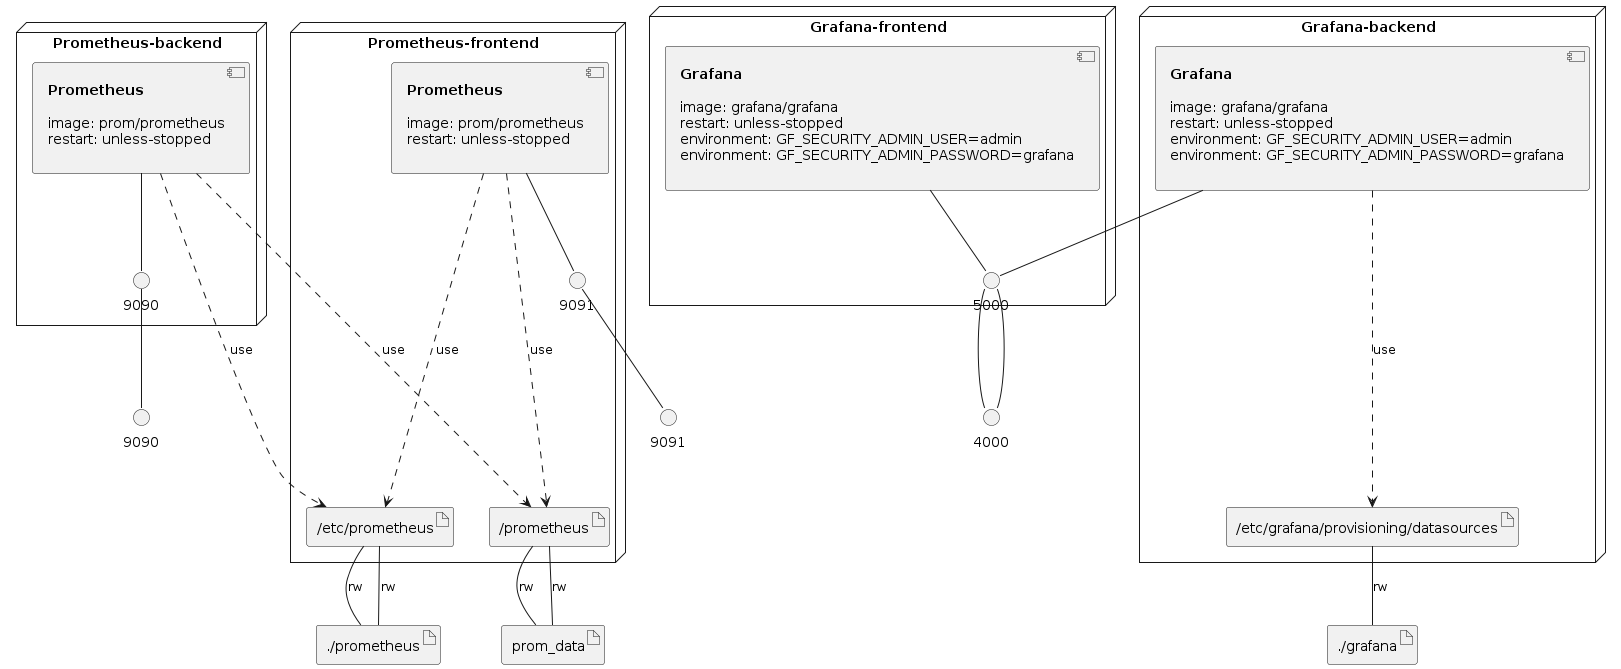 Prometheus-backend
Prometheus
image: prom/prometheus
restart: unless-stopped
9090
9090
Prometheus-frontend
Prometheus
image: prom/prometheus
restart: unless-stopped
9091
9091
Grafana-frontend
Grafana
image: grafana/grafana
restart: unless-stopped
environment: GF_SECURITY_ADMIN_USER=admin
environment: GF_SECURITY_ADMIN_PASSWORD=grafana
5000
4000
Grafana-backend
Grafana
image: grafana/grafana
restart: unless-stopped
environment: GF_SECURITY_ADMIN_USER=admin
environment: GF_SECURITY_ADMIN_PASSWORD=grafana
use
use
use
use
use
/etc/prometheus
/prometheus
/etc/grafana/provisioning/datasources
rw
rw
rw
rw
rw
./prometheus
prom_data
./grafana